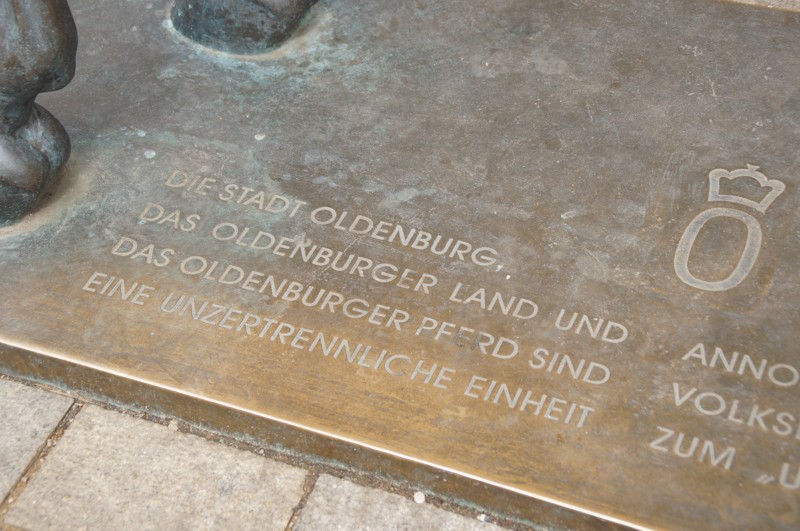 DIE STADT OLDENBURG,
DAS OLDENBURGER LAND UND
DAS OLDENBURGER PFERD SIND
EINE UNZERTRENNLICHE EINHEIT
O
ANNO
ZUM „